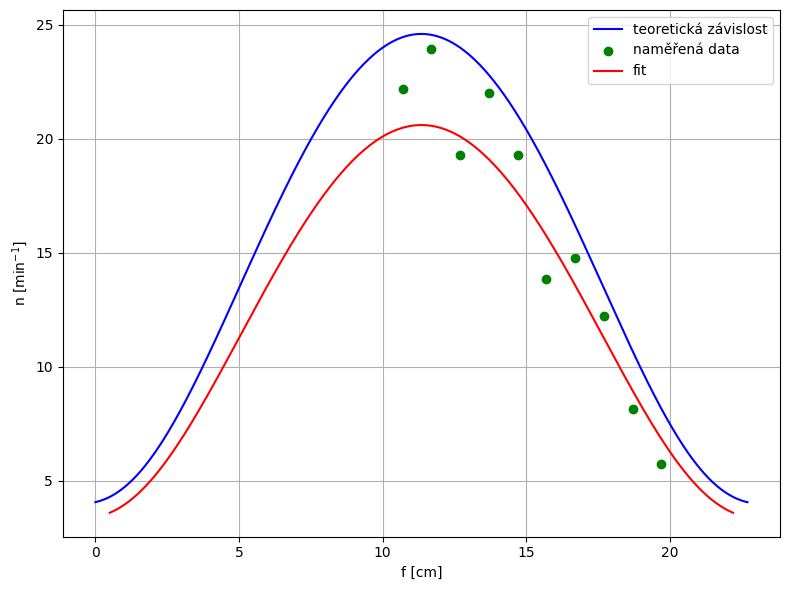 teoretická závislost
naměřená data
fit
25
20
15
10
5
n [min⁻¹]
0 5 10 15 20
f [cm]